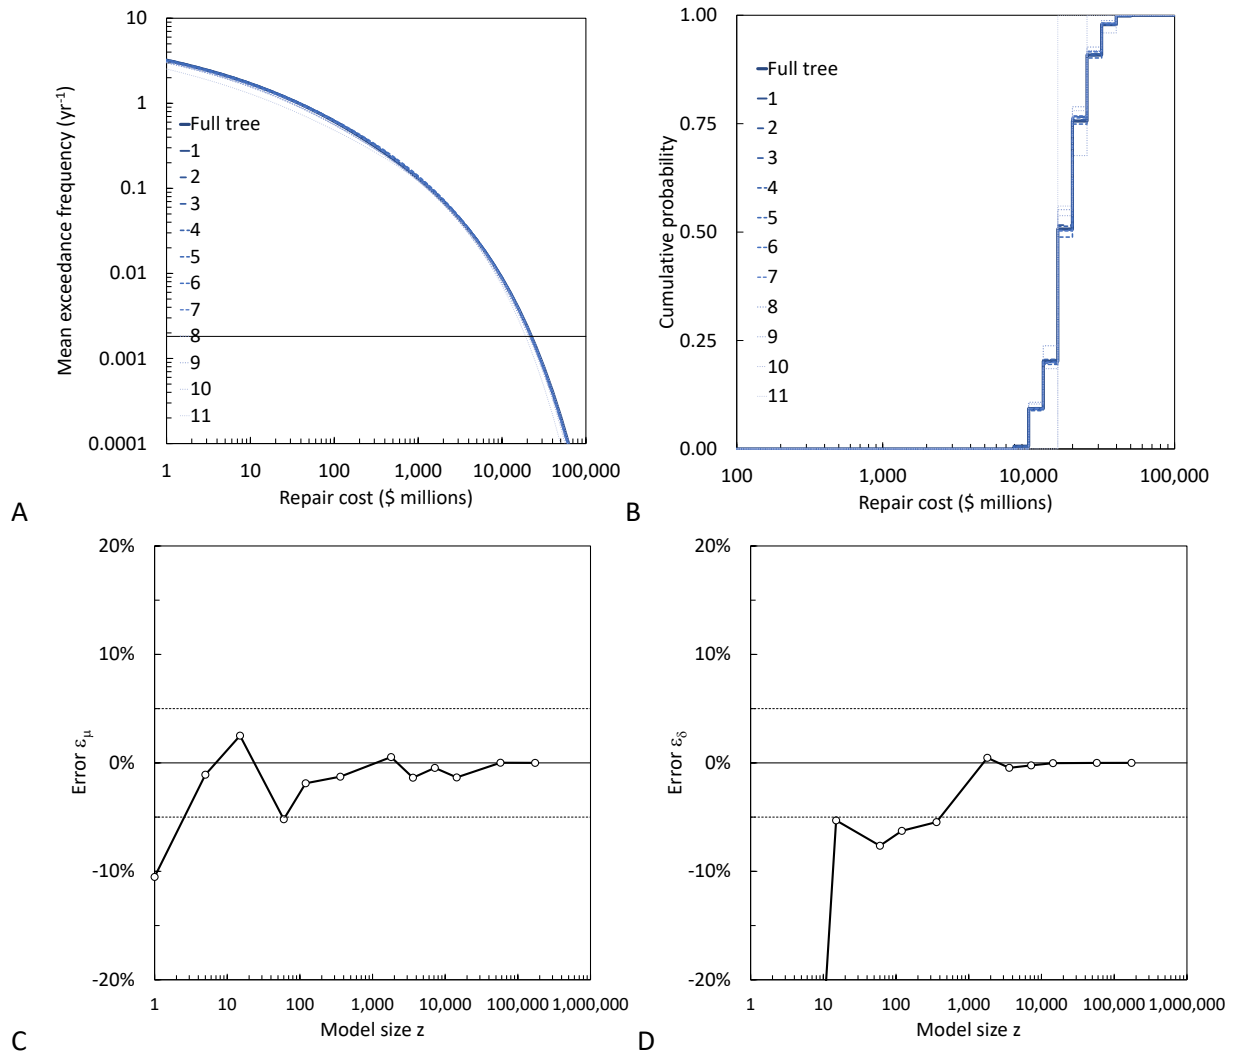 10
1
0.1
0.01
0.001
0.0001
Mean exceedance frequency (yr-1)
Full tree
1
2
3
4
5
6
7
8
9
10
11
1 10 100 1,000 10,000 100,000
Repair cost ($ millions)
A
1.00
0.75
0.50
0.25
0.00
Cumulative probability
Full tree
1
2
3
4
5
6
7
8
9
10
11
100 1,000 10,000 100,000
Repair cost ($ millions)
B
20%
10%
0%
-10%
-20%
Error εμ
1 10 100 1,000 10,000 100,000 1,000,000
Model size z
C
20%
10%
0%
-10%
-20%
Error εδ
1 10 100 1,000 10,000 100,000 1,000,000
Model size z
D